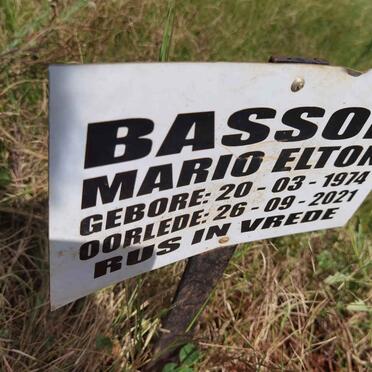 BASSON
MARIO ELTON
GEBORE: 20 - 03 - 1974
OORLEDE: 26 - 09 - 2021
RUS IN VREDE